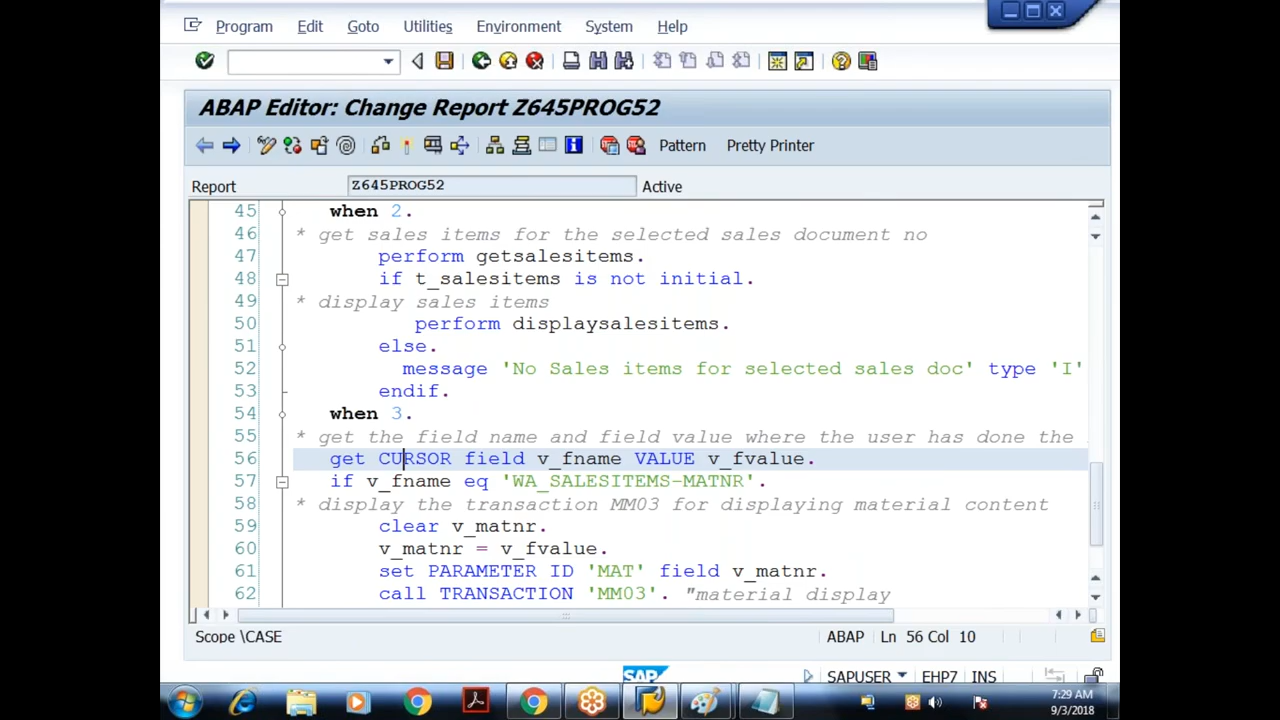 Program Edit Goto Utilities Environment System Help
ABAP Editor: Change Report Z645PROG52
Pattern Pretty Printer
Report Z645PROG52 Active
45 when 2.
46 * get sales items for the selected sales document no
47 perform getsalesitems.
48 if t_salesitems is not initial.
49 * display sales items
50 perform displaysalesitems.
51 else.
52 message 'No Sales items for selected sales doc' type 'I'
53 endif.
54 when 3.
55 * get the field name and field value where the user has done the
56 get CURSOR field v_fname VALUE v_fvalue.
57 if v_fname eq 'WA_SALESITEMS-MATNR'.
58 * display the transaction MM03 for displaying material content
59 clear v_matnr.
60 v_matnr = v_fvalue.
61 set PARAMETER ID 'MAT' field v_matnr.
62 call TRANSACTION 'MM03'. "material display
Scope \CASE ABAP Ln 56 Col 10
SAP SAPUSER EHP7 INS
7:29 AM
9/3/2018